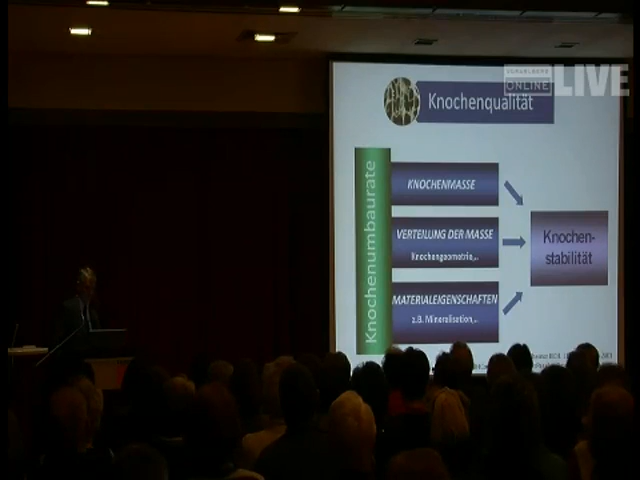 VORARLBERG
ONLINE
LIVE
Knochenqualität
Knochenumbaurate
KNOCHENMASSE
VERTEILUNG DER MASSE
Knochengeometrie,..
MATERIALEIGENSCHAFTEN
z.B. Mineralisation,..
Knochen-
stabilität